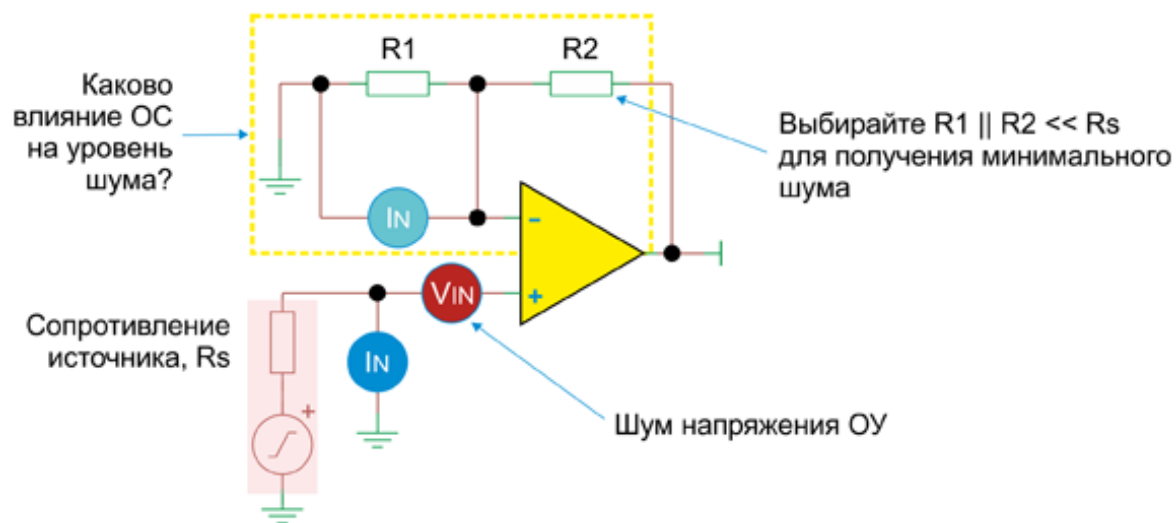 R1
R2
Каково
влияние ОС
на уровень
шума?
Выбирайте R1 || R2 << Rs
для получения минимального
шума
IN
-
VIN
+
Сопротивление
источника, Rs
IN
+
Шум напряжения ОУ